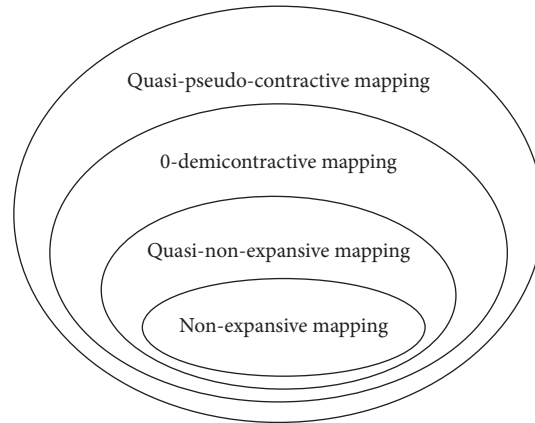 Quasi-pseudo-contractive mapping
0-demicontractive mapping
Quasi-non-expansive mapping
Non-expansive mapping